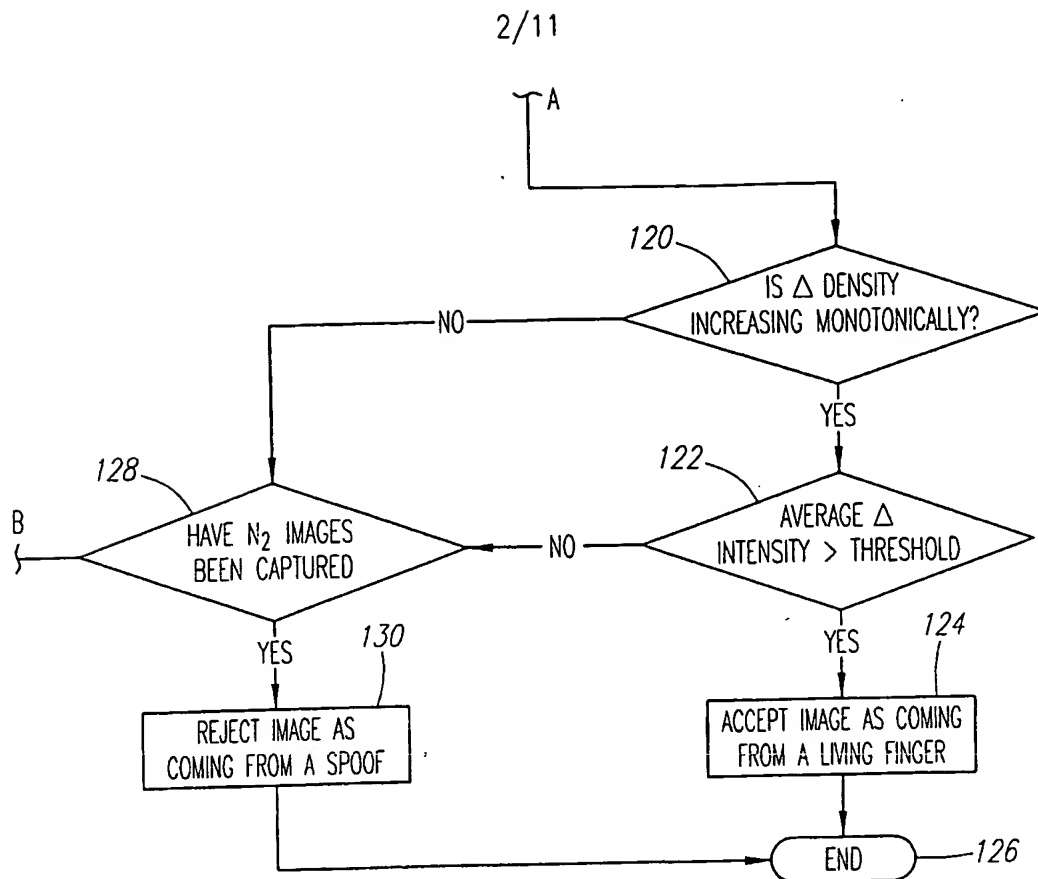 2/11
A
120
IS Δ DENSITY
INCREASING MONOTONICALLY?
NO
YES
128
122
B
HAVE N₂ IMAGES
BEEN CAPTURED
NO
AVERAGE Δ
INTENSITY > THRESHOLD
YES
130
YES
124
REJECT IMAGE AS
COMING FROM A SPOOF
ACCEPT IMAGE AS COMING
FROM A LIVING FINGER
END
126